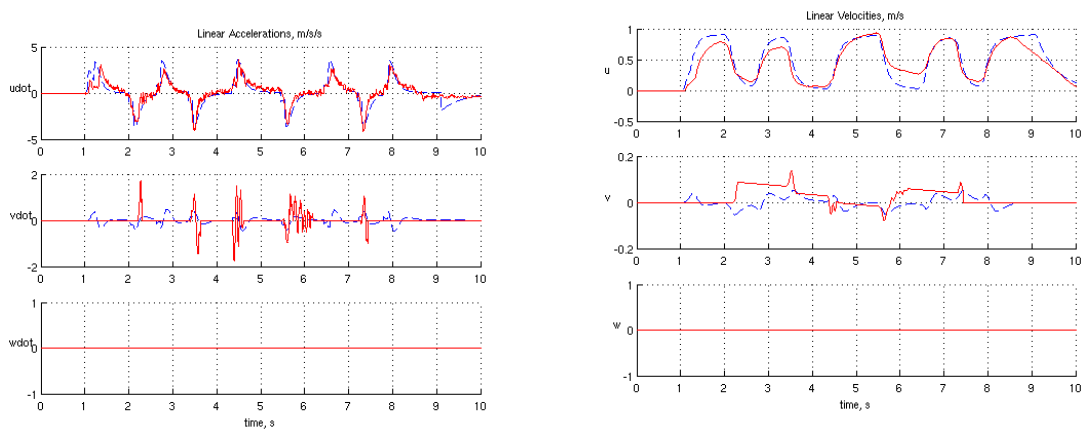 Linear Accelerations, m/s/s
5
udot 0
-5
0 1 2 3 4 5 6 7 8 9 10
2
vdot 0
-2
0 1 2 3 4 5 6 7 8 9 10
1
wdot 0
-1
0 1 2 3 4 5 6 7 8 9 10
time, s
Linear Velocities, m/s
1
0.5
u
0
-0.5
0 1 2 3 4 5 6 7 8 9 10
0.2
v 0
-0.2
0 1 2 3 4 5 6 7 8 9 10
1
w 0
-1
0 1 2 3 4 5 6 7 8 9 10
time, s